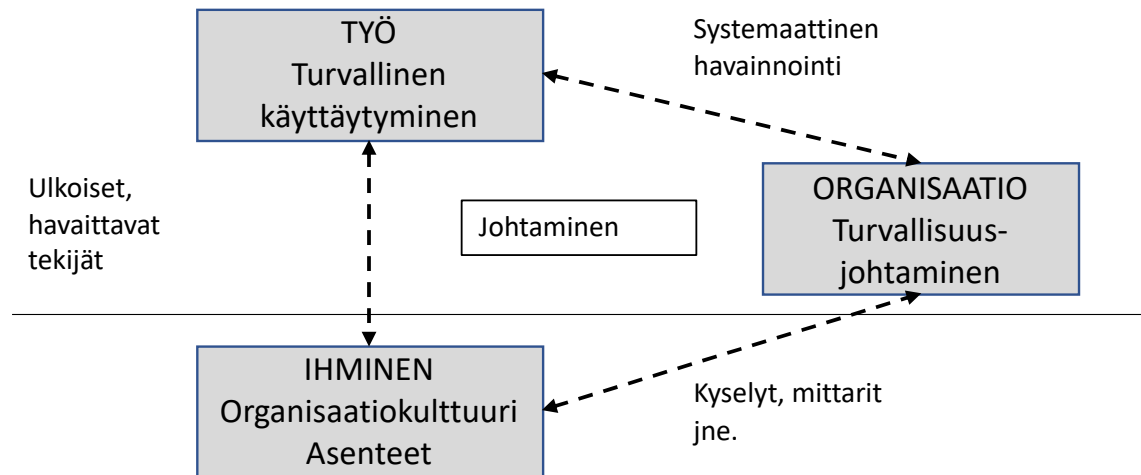 TYÖ
Turvallinen
käyttäytyminen
Systemaattinen
havainnointi
Ulkoiset,
havaittavat
tekijät
Johtaminen
ORGANISAATIO
Turvallisuus-
johtaminen
IHMINEN
Organisaatiokulttuuri
Asenteet
Kyselyt, mittarit
jne.